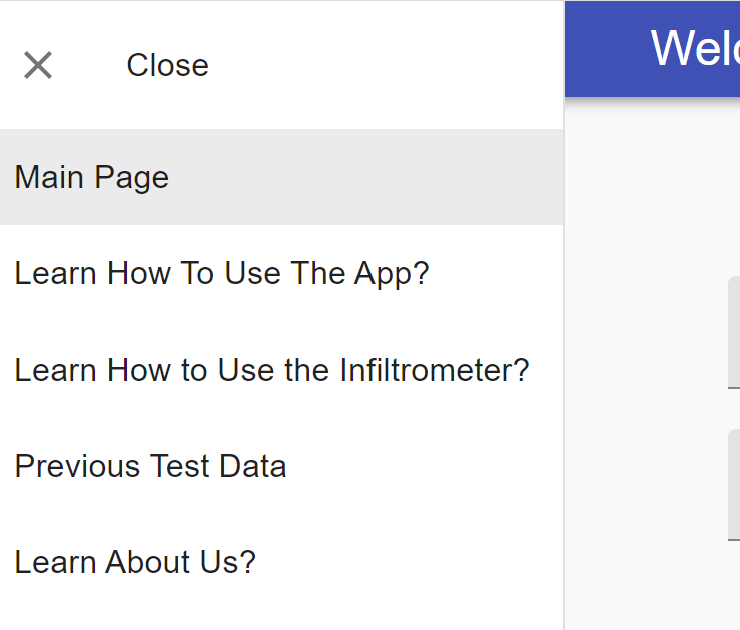 Close
Main Page
Learn How To Use The App?
Learn How to Use the Infiltrometer?
Previous Test Data
Learn About Us?